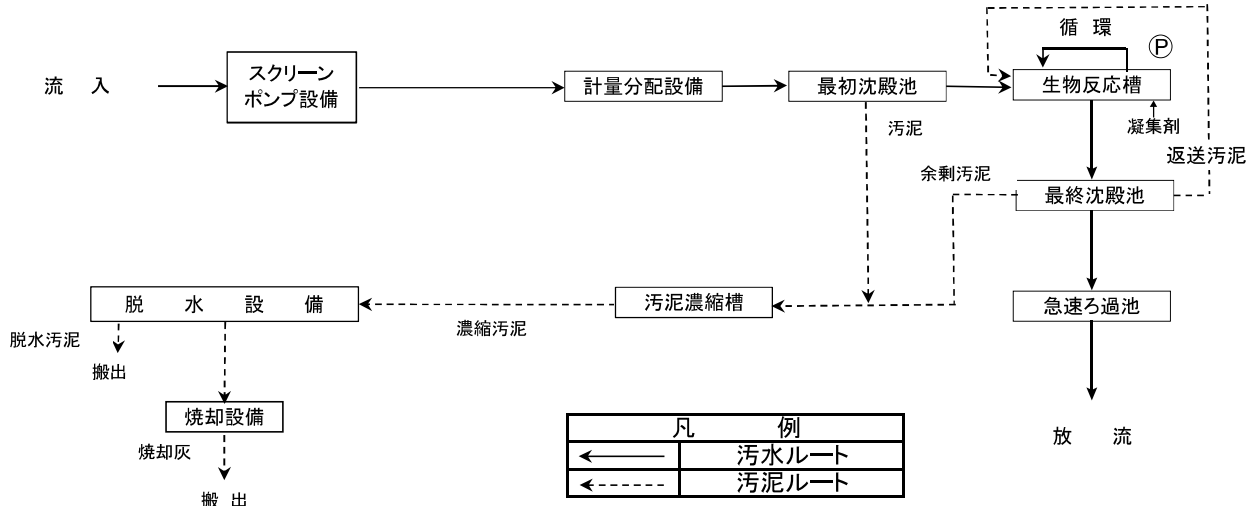 循環
Ⓟ
流入
スクリーン
ポンプ設備
計量分配設備
最初沈殿池
生物反応槽
凝集剤
汚泥
返送汚泥
余剰汚泥
最終沈殿池
脱水設備
汚泥濃縮槽
急速ろ過池
濃縮汚泥
脱水汚泥
搬出
焼却設備
焼却灰
搬出
凡例
汚水ルート
汚泥ルート
放流